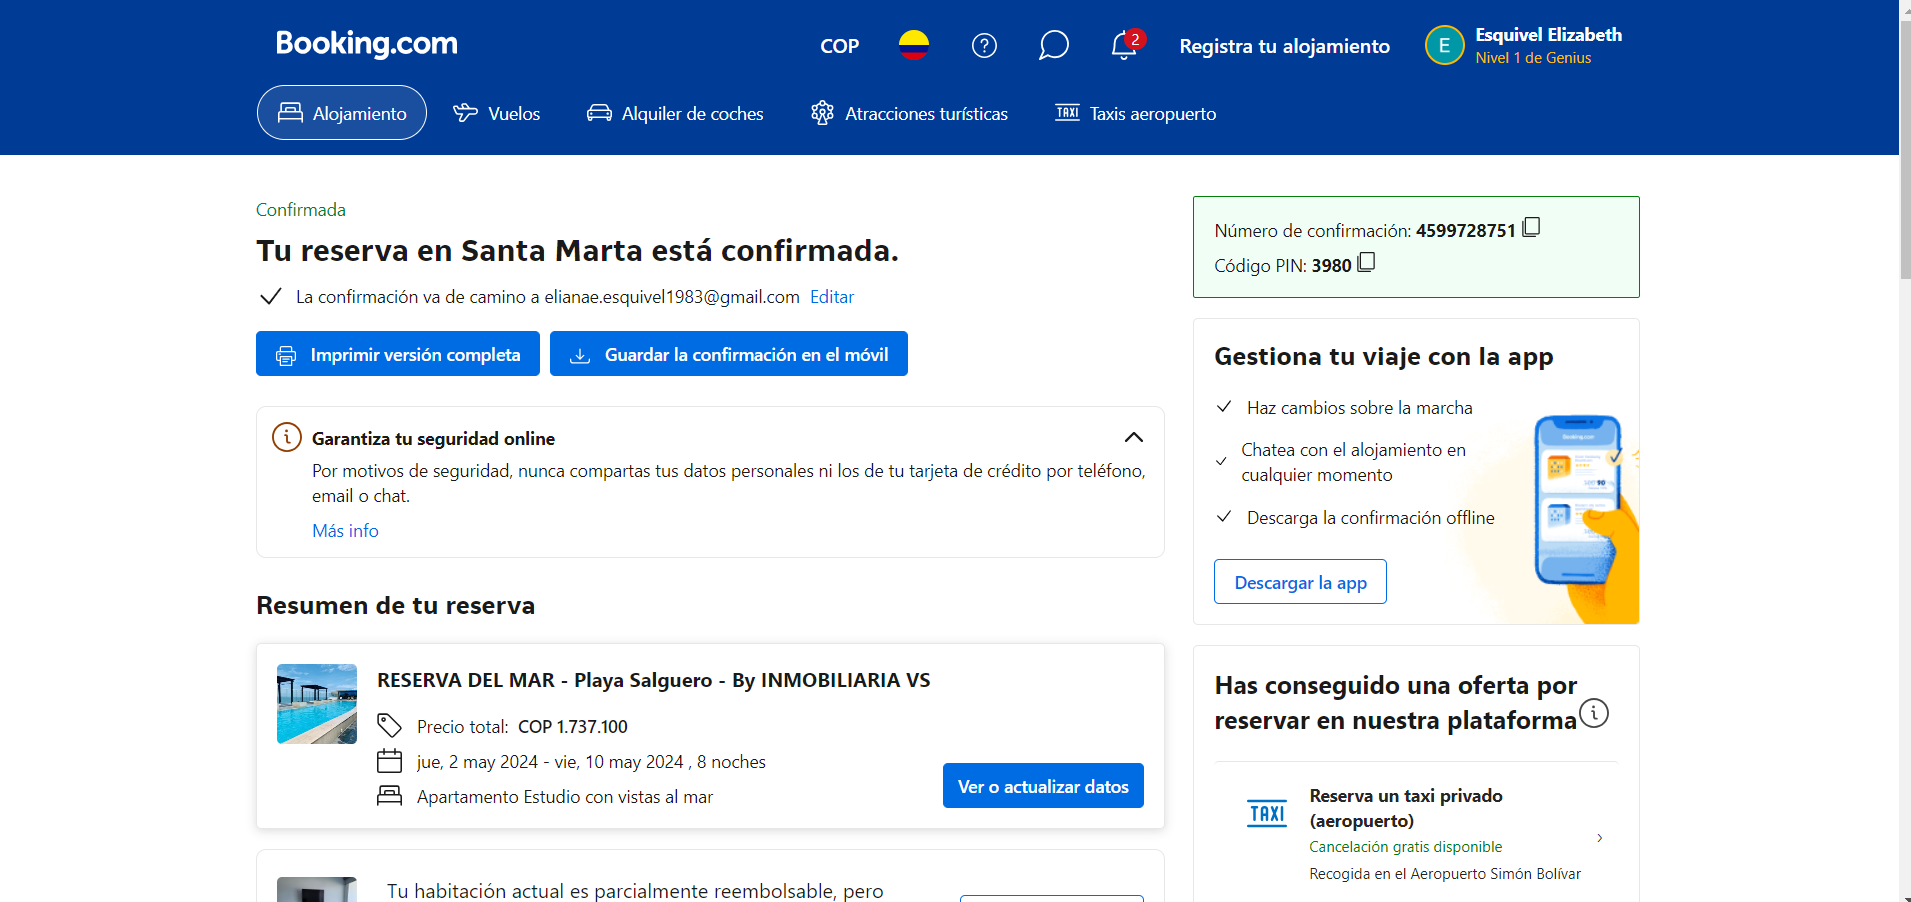 Booking.com
COP
2
Registra tu alojamiento
E
Esquivel Elizabeth
Nivel 1 de Genius
Alojamiento
Vuelos
Alquiler de coches
Atracciones turísticas
TAXI
Taxis aeropuerto
Confirmada
Tu reserva en Santa Marta está confirmada.
La confirmación va de camino a elianae.esquivel1983@gmail.com Editar
Imprimir versión completa
Guardar la confirmación en el móvil
Garantiza tu seguridad online
Por motivos de seguridad, nunca compartas tus datos personales ni los de tu tarjeta de crédito por teléfono,
email o chat.
Más info
Resumen de tu reserva
RESERVA DEL MAR - Playa Salguero - By INMOBILIARIA VS
Precio total: COP 1.737.100
jue, 2 may 2024 - vie, 10 may 2024 , 8 noches
Apartamento Estudio con vistas al mar
Ver o actualizar datos
Tu habitación actual es parcialmente reembolsable, pero
Número de confirmación: 4599728751
Código PIN: 3980
Gestiona tu viaje con la app
Haz cambios sobre la marcha
Chatea con el alojamiento en
cualquier momento
Descarga la confirmación offline
Descargar la app
Booking.com
Has conseguido una oferta por
reservar en nuestra plataforma
TAXI
Reserva un taxi privado
(aeropuerto)
Cancelación gratis disponible
Recogida en el Aeropuerto Simón Bolívar